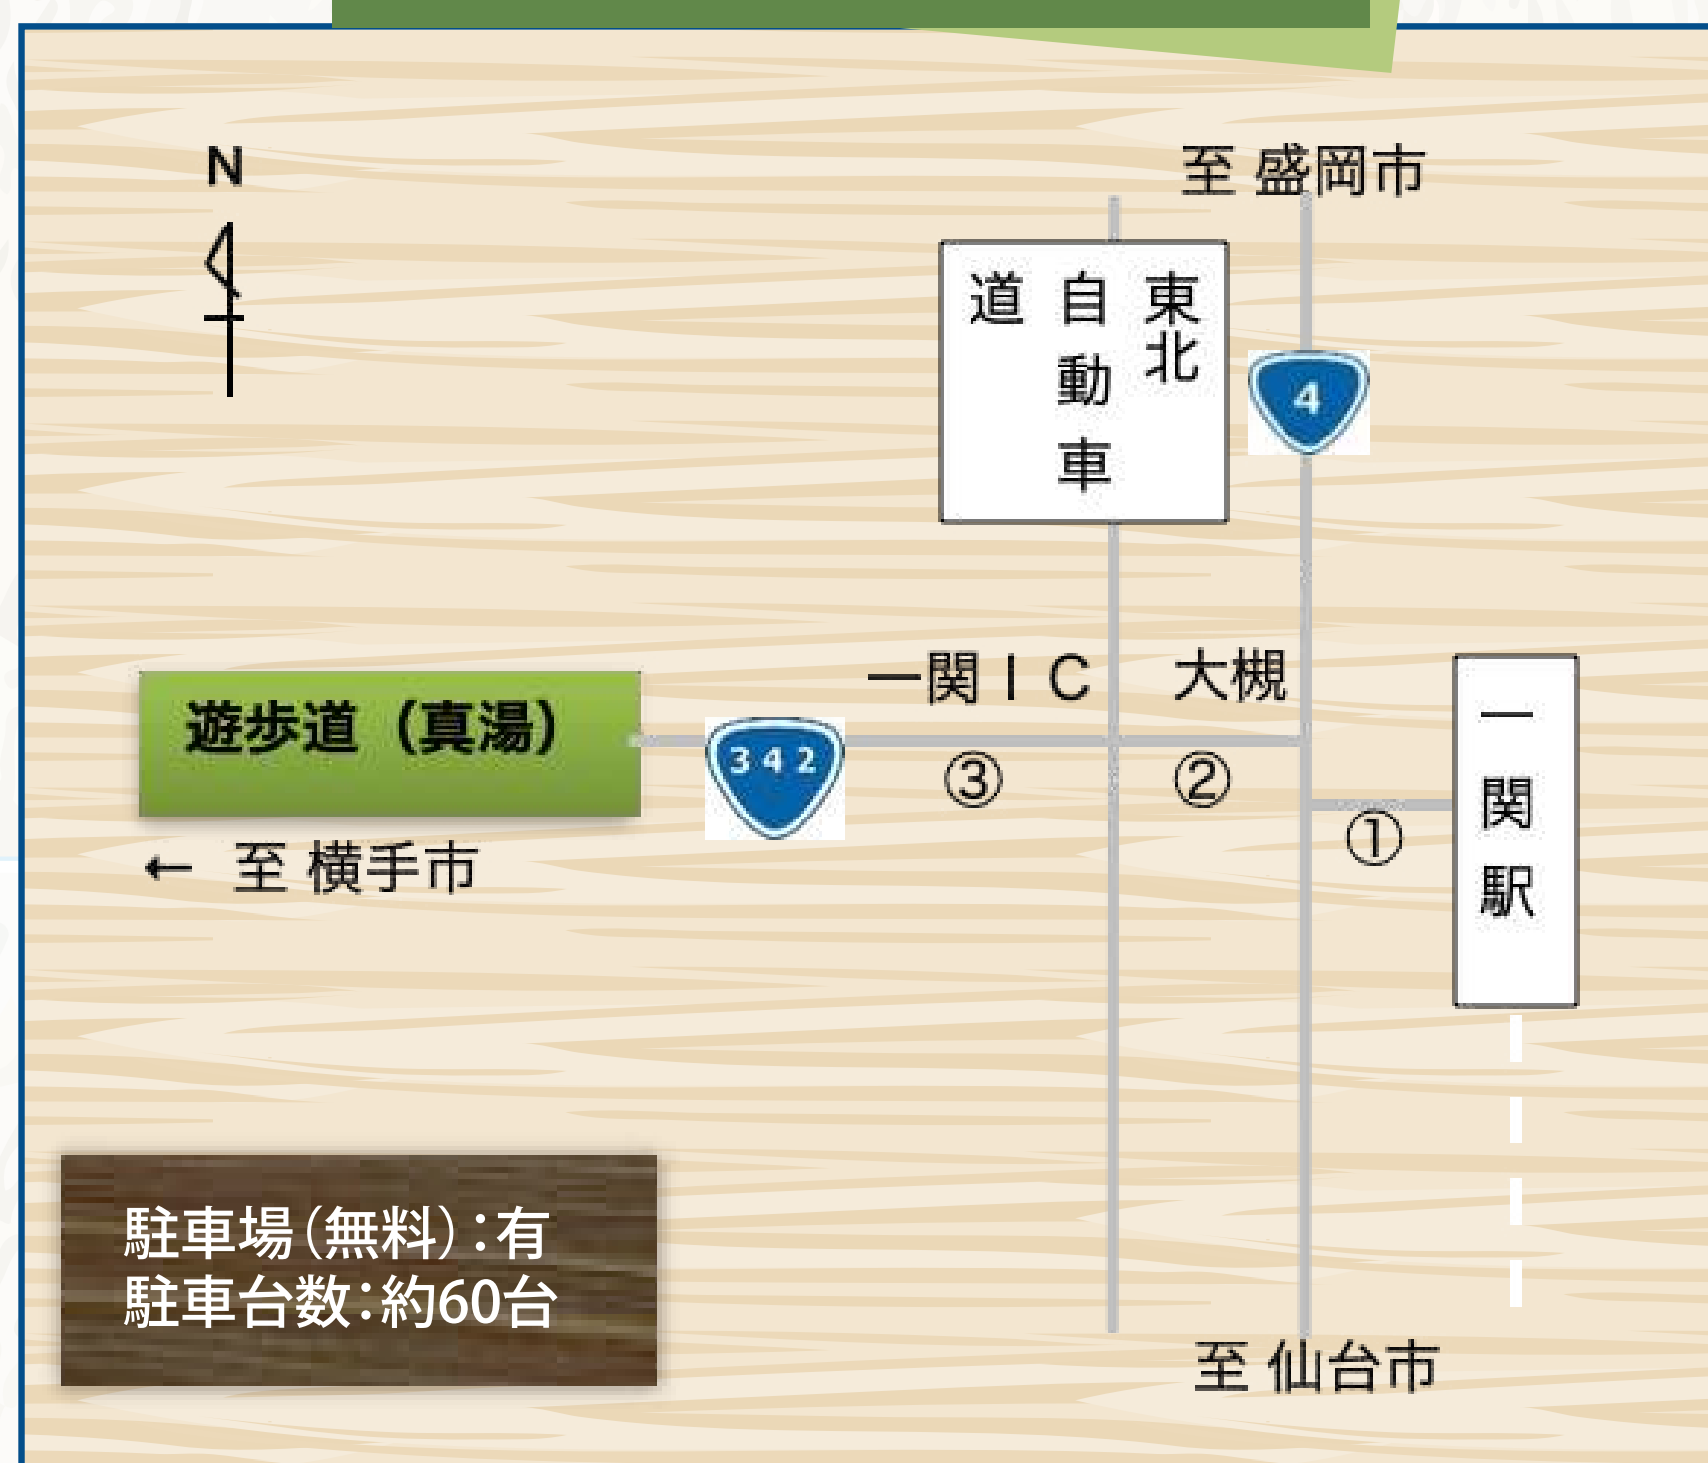 N
至 盛岡市
東北
自動車
道
4
一関ＩＣ
大槻
遊歩道（真湯）
342
③
②
①
一関駅
← 至 横手市
駐車場(無料)：有
駐車台数：約60台
至 仙台市